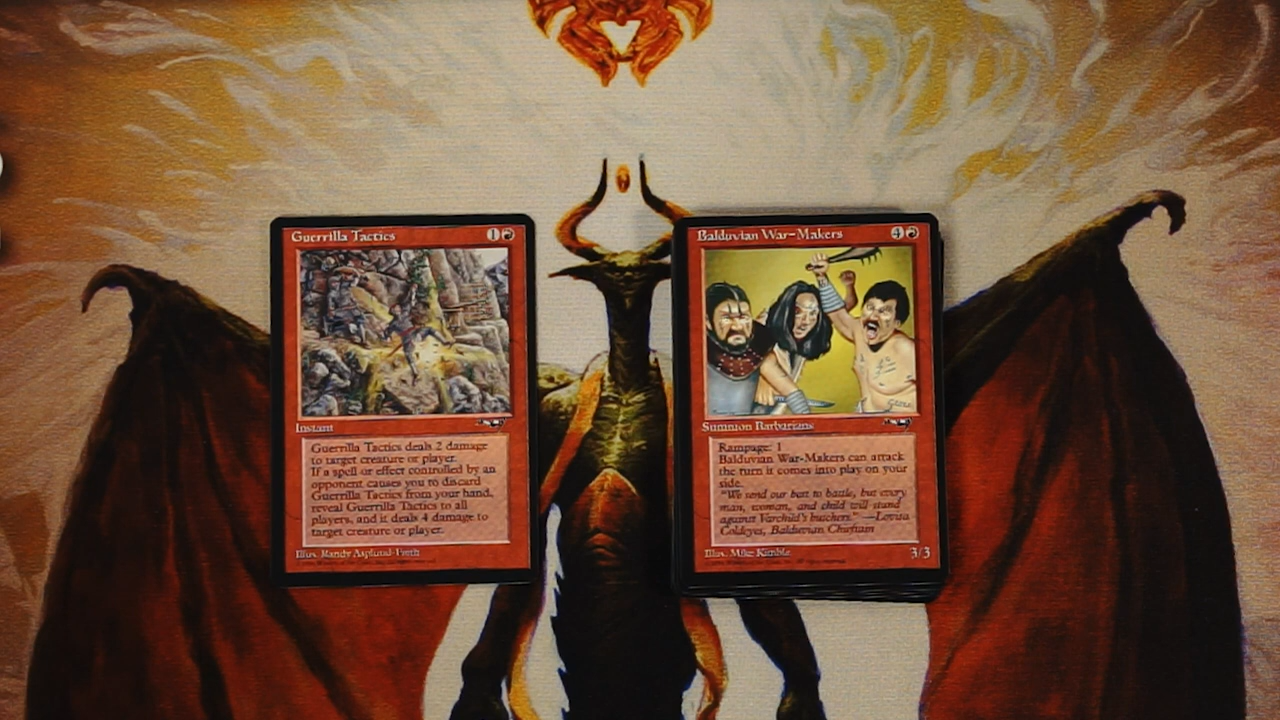 Guerrilla Tactics
1
Instant
Guerrilla Tactics deals 2 damage
to target creature or player.
If a spell or effect controlled by an
opponent causes you to discard
Guerrilla Tactics from your hand,
reveal Guerrilla Tactics to all
players, and it deals 4 damage to
target creature or player.
Illus. Randy Asplund-Faith
Balduvian War-Makers
4
Summon Barbarians
Rampage: 1
Balduvian War-Makers can attack
the turn it comes into play on your
side.
"We send our best to battle, but every
man, woman, and child will stand
against Varchild's butchers." —Lovisa
Coldeyes, Balduvian Chieftain
Illus. Mike Kimble
3/3